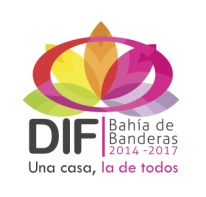 DIF
Bahía de
Banderas
2014-2017
Una casa, la de todos